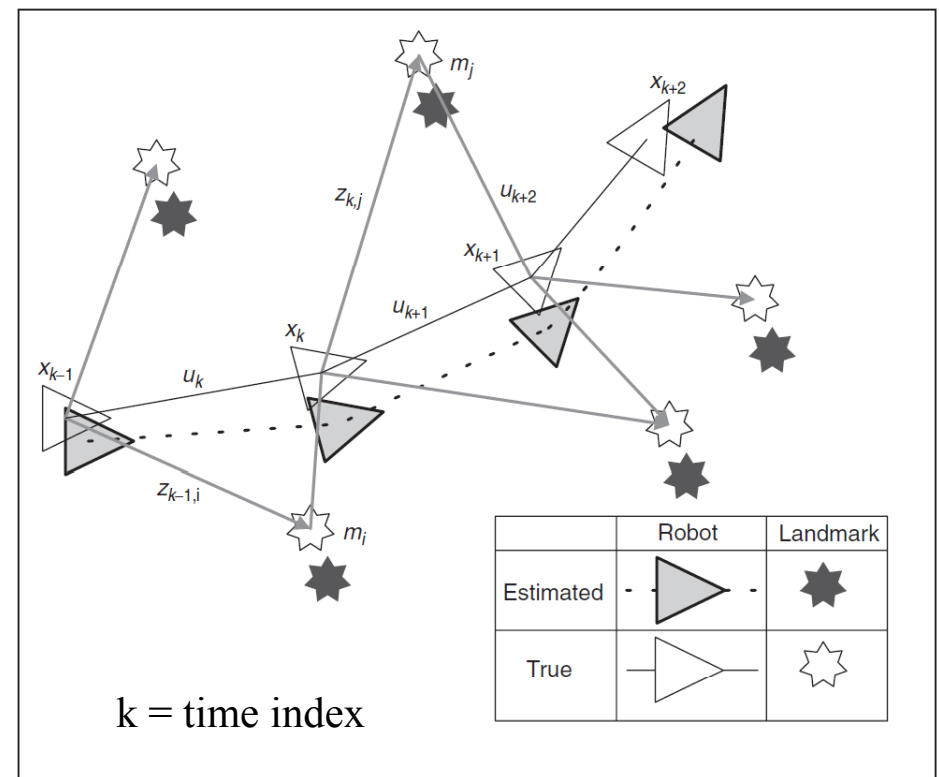 m_j
x_{k+2}
z_{k,j}
u_{k+2}
x_{k+1}
u_{k+1}
x_k
x_{k–1}
u_k
z_{k–1,i}
m_i
Robot Landmark
Estimated
True
k = time index